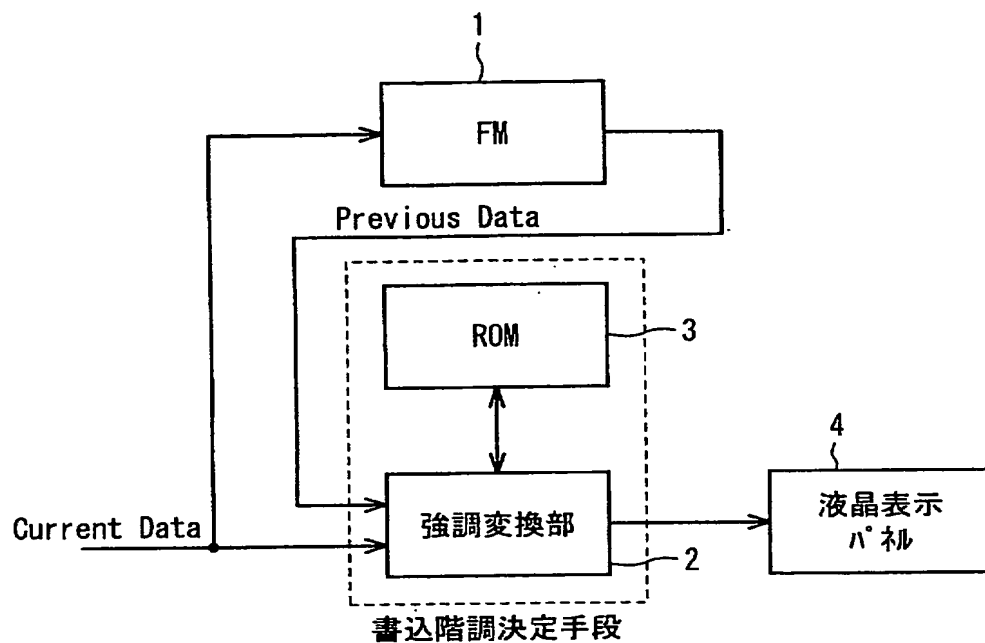 1
FM
Previous Data
ROM
3
4
Current Data
強調変換部
液晶表示
パネル
2
書込階調決定手段